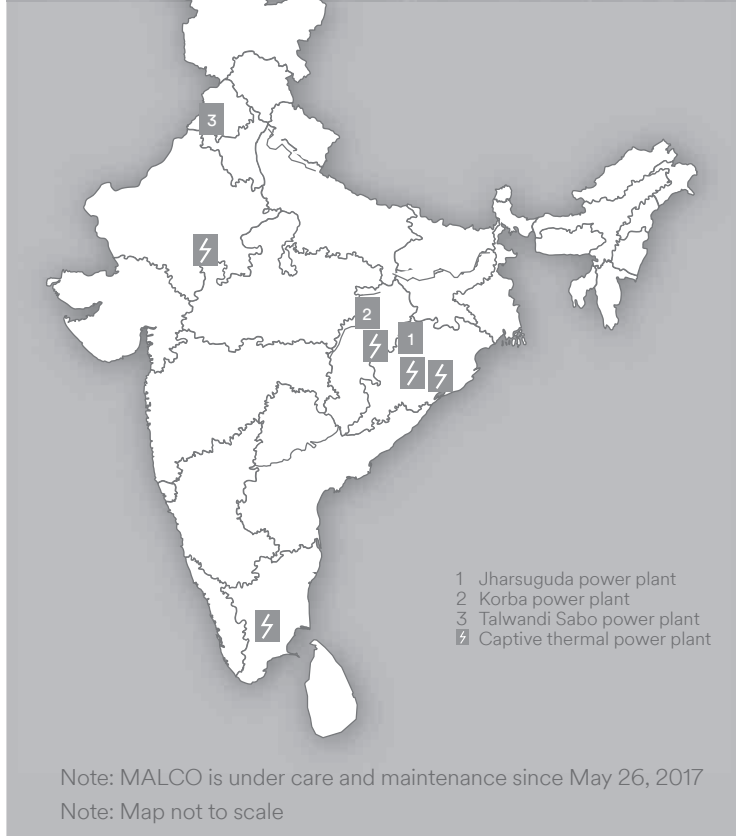 3
2
1
1 Jharsuguda power plant
2 Korba power plant
3 Talwandi Sabo power plant
Captive thermal power plant
Note: MALCO is under care and maintenance since May 26, 2017
Note: Map not to scale